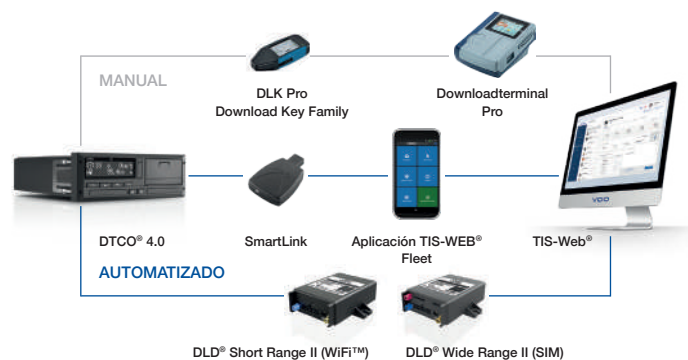 MANUAL
DLK Pro
Download Key Family
Downloadterminal
Pro
VDO
DTCO® 4.0
SmartLink
Aplicación TIS-WEB®
Fleet
TIS-Web®
AUTOMATIZADO
DLD® Short Range II (WiFi™)
DLD® Wide Range II (SIM)